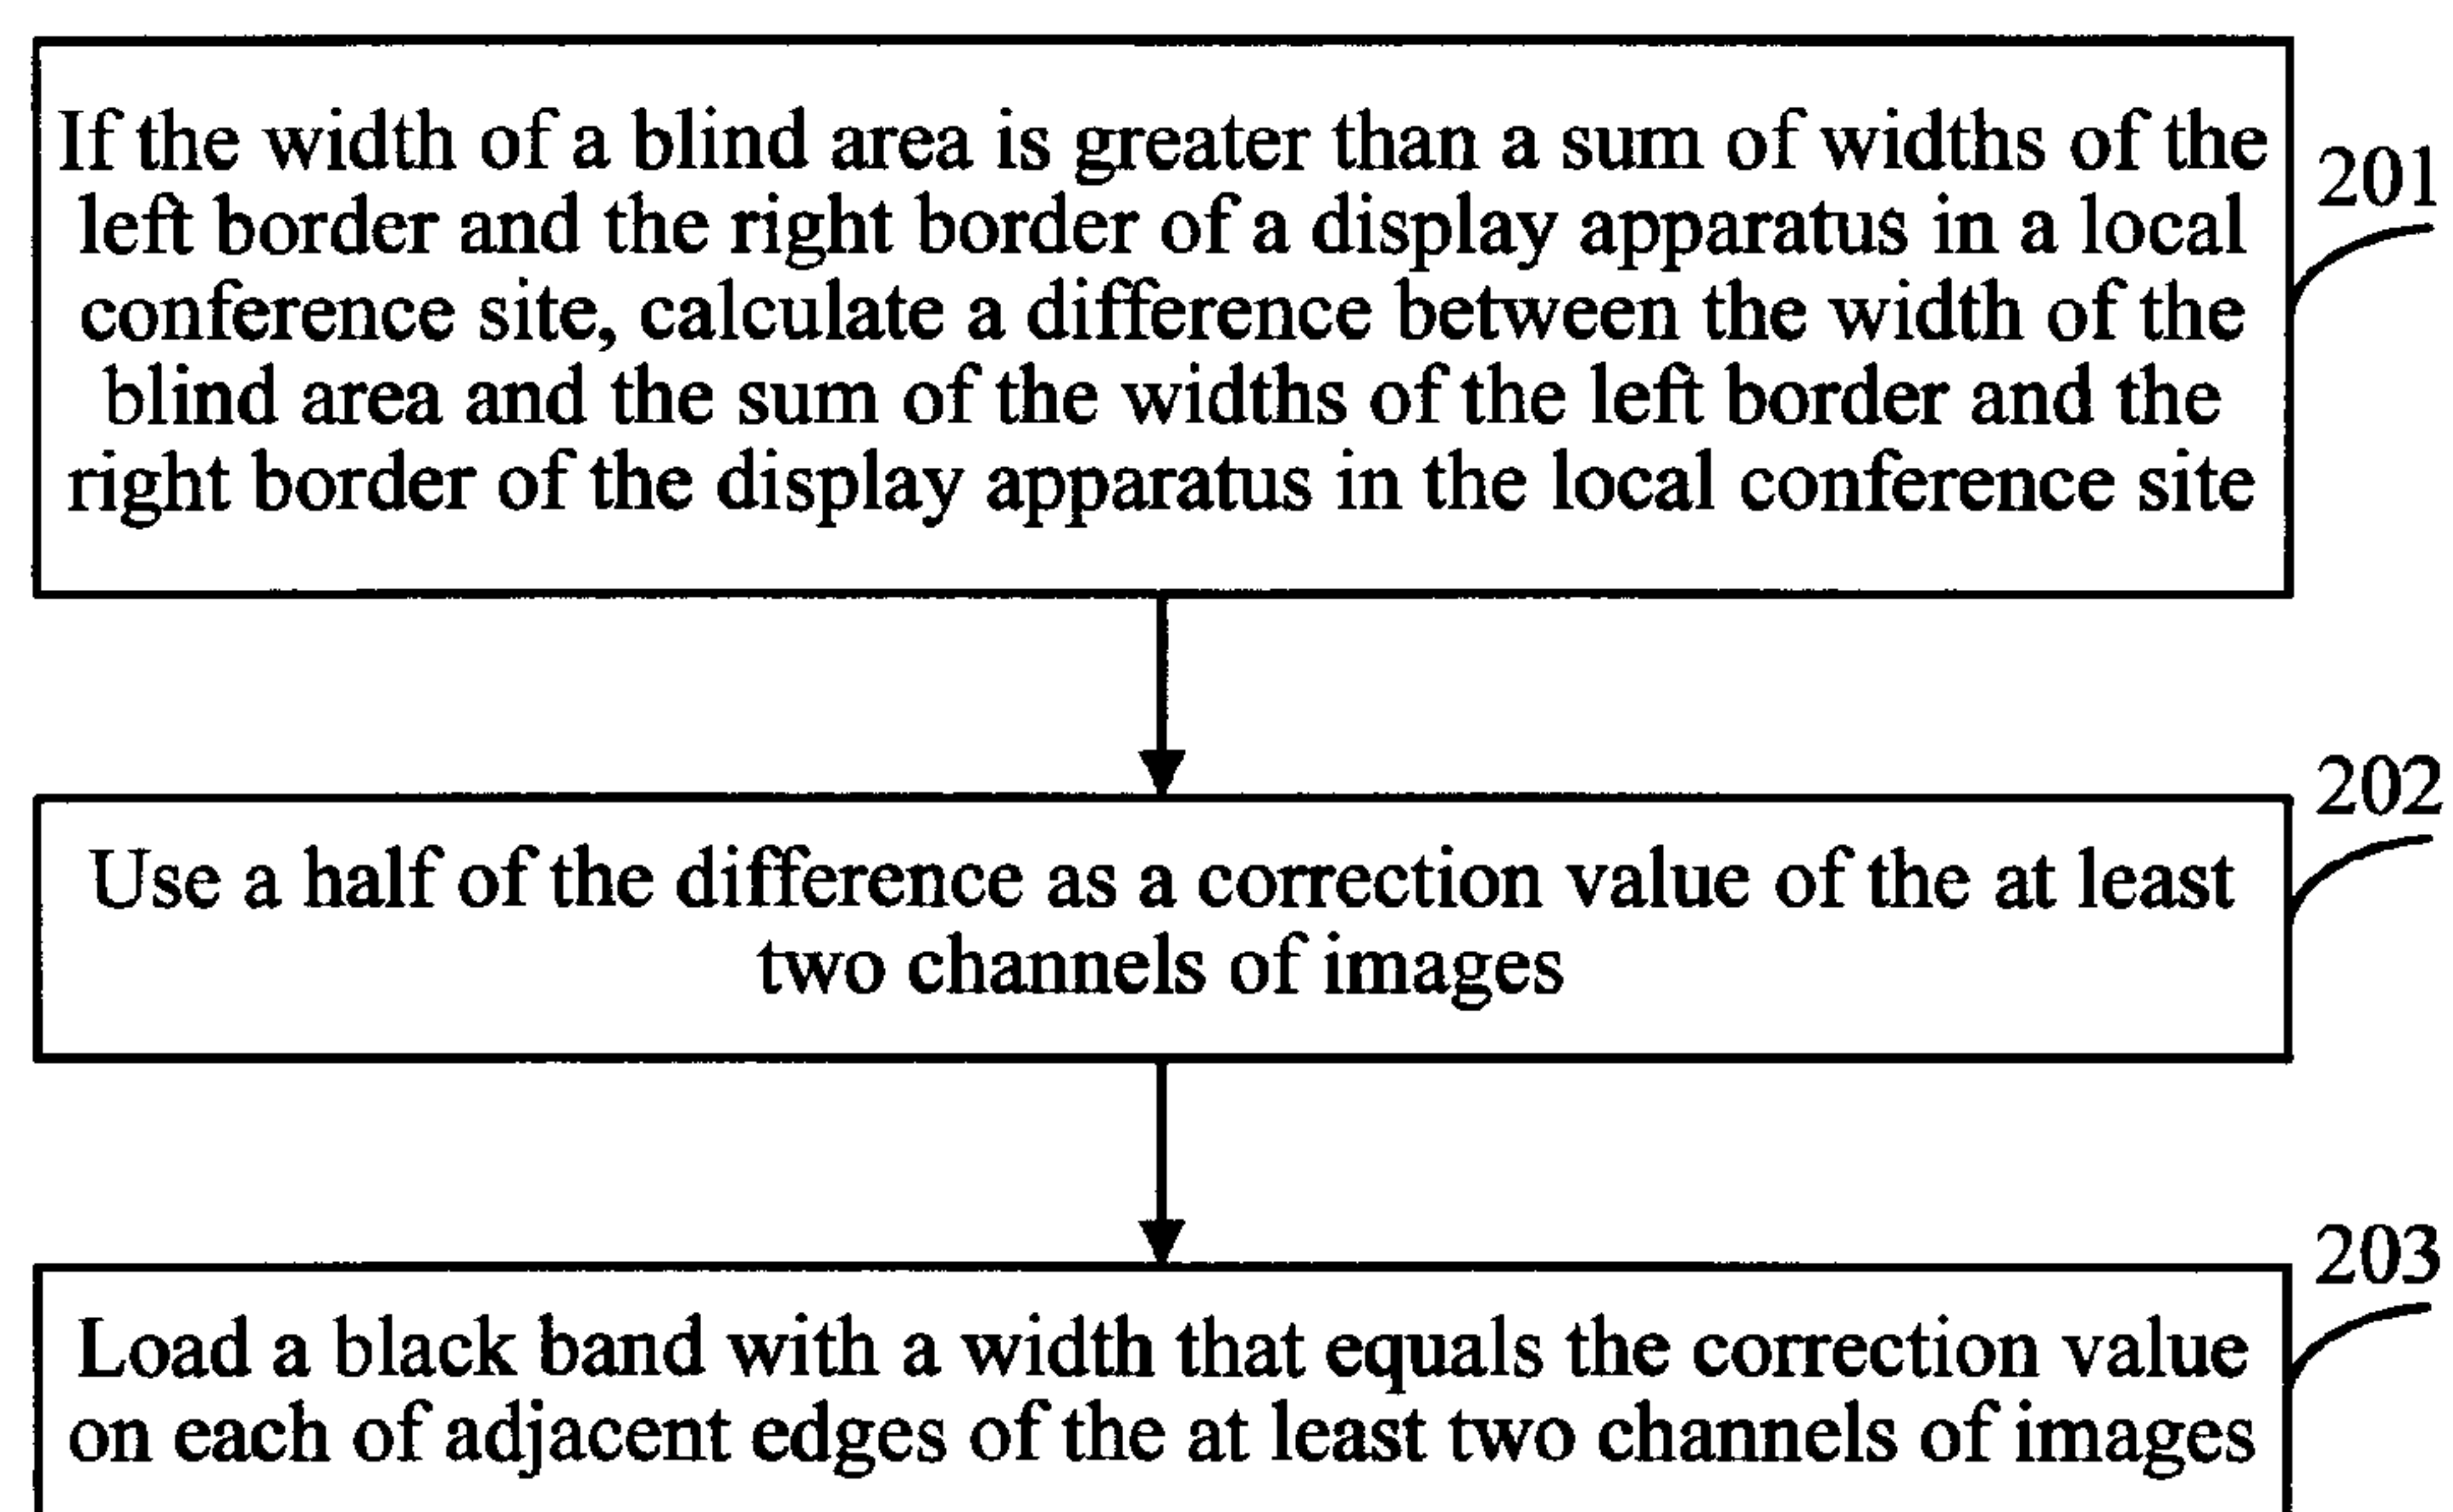 If the width of a blind area is greater than a sum of widths of the
left border and the right border of a display apparatus in a local
conference site, calculate a difference between the width of the
blind area and the sum of the widths of the left border and the
right border of the display apparatus in the local conference site
201
202
Use a half of the difference as a correction value of the at least
two channels of images
203
Load a black band with a width that equals the correction value
on each of adjacent edges of the at least two channels of images